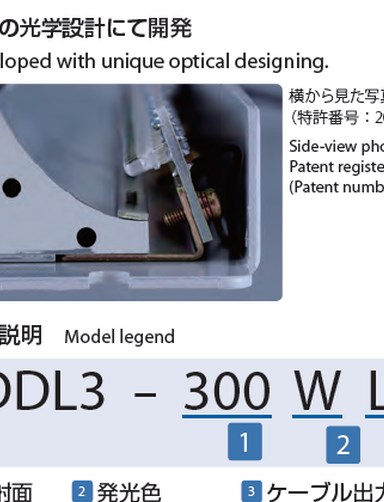 の光学設計にて開発
loped with unique optical designing.
横から見た写真
（特許番号：20
Side-view pho
Patent registe
(Patent numb
説明 Model legend
DDL3 – 300 W L
1 2
射面 2 発光色 3 ケーブル出力